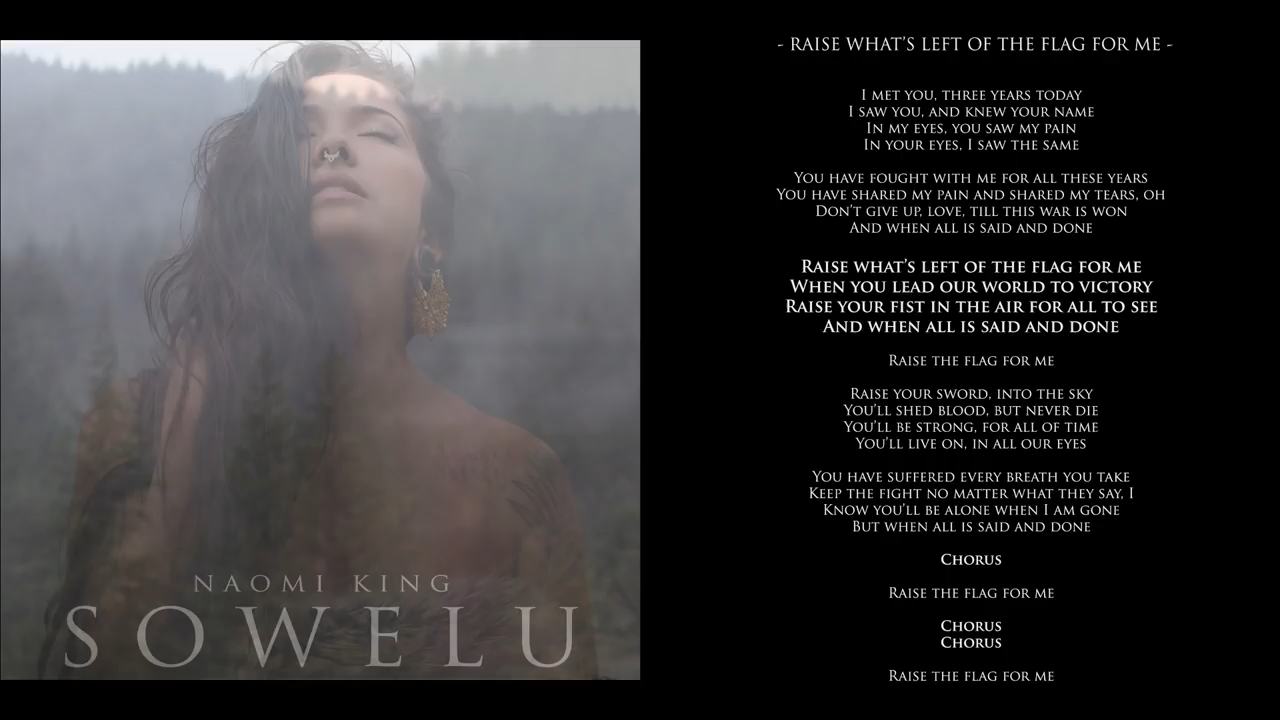 NAOMI KING
SOWELU
- RAISE WHAT'S LEFT OF THE FLAG FOR ME -
I MET YOU, THREE YEARS TODAY
I SAW YOU, AND KNEW YOUR NAME
IN MY EYES, YOU SAW MY PAIN
IN YOUR EYES, I SAW THE SAME
YOU HAVE FOUGHT WITH ME FOR ALL THESE YEARS
YOU HAVE SHARED MY PAIN AND SHARED MY TEARS, OH
DON'T GIVE UP, LOVE, TILL THIS WAR IS WON
AND WHEN ALL IS SAID AND DONE
RAISE WHAT'S LEFT OF THE FLAG FOR ME
WHEN YOU LEAD OUR WORLD TO VICTORY
RAISE YOUR FIST IN THE AIR FOR ALL TO SEE
AND WHEN ALL IS SAID AND DONE
RAISE THE FLAG FOR ME
RAISE YOUR SWORD, INTO THE SKY
YOU'LL SHED BLOOD, BUT NEVER DIE
YOU'LL BE STRONG, FOR ALL OF TIME
YOU'LL LIVE ON, IN ALL OUR EYES
YOU HAVE SUFFERED EVERY BREATH YOU TAKE
KEEP THE FIGHT NO MATTER WHAT THEY SAY, I
KNOW YOU'LL BE ALONE WHEN I AM GONE
BUT WHEN ALL IS SAID AND DONE
CHORUS
RAISE THE FLAG FOR ME
CHORUS
CHORUS
RAISE THE FLAG FOR ME